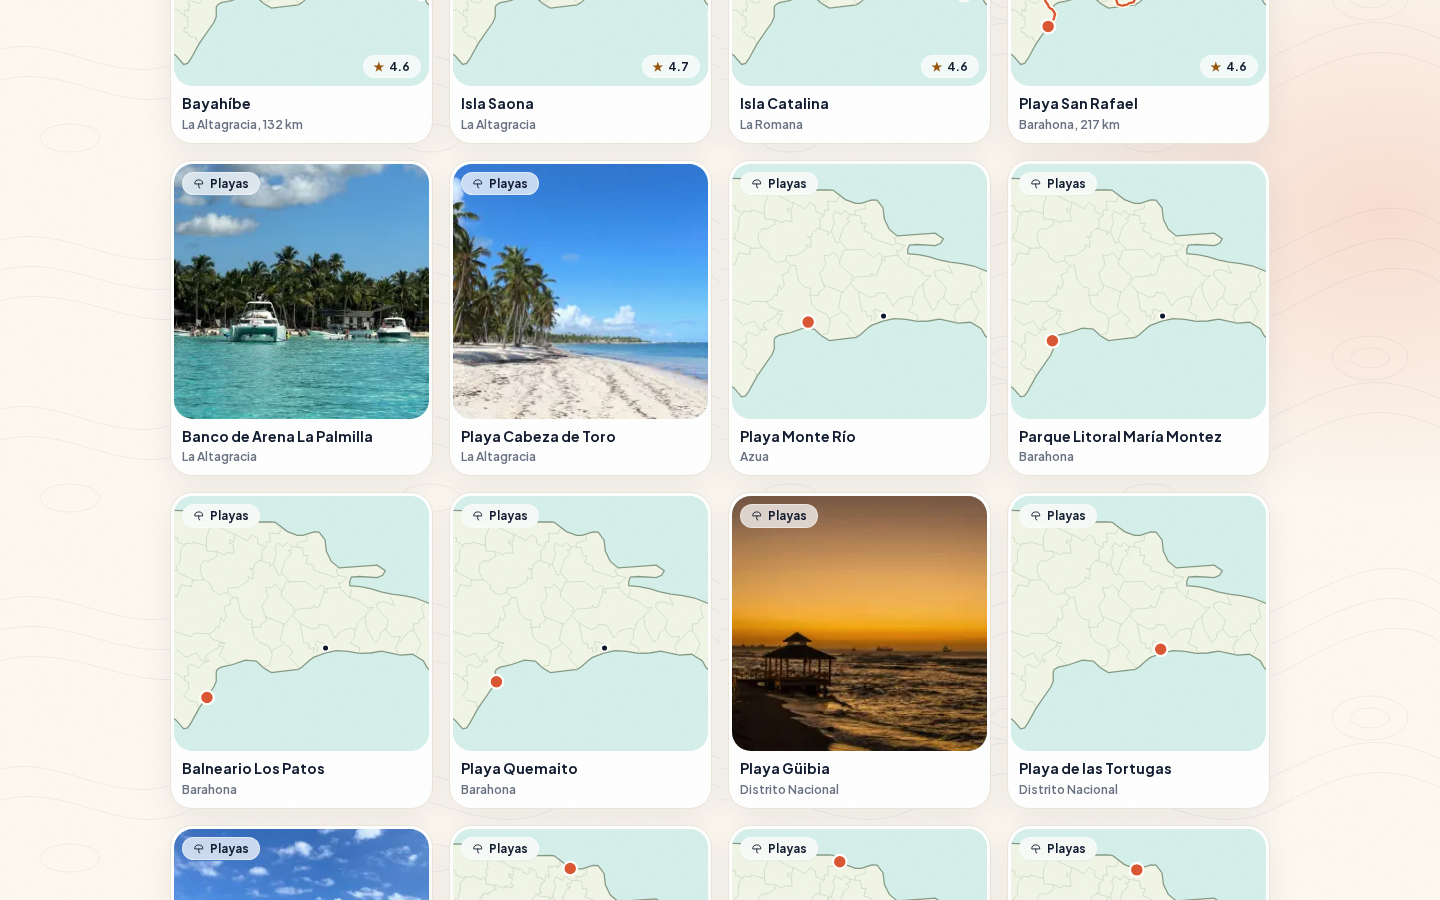 ★ 4.6
★ 4.7
★ 4.6
★ 4.6
Bayahíbe
La Altagracia, 132 km
Isla Saona
La Altagracia
Isla Catalina
La Romana
Playa San Rafael
Barahona, 217 km
Playas
Playas
Playas
Playas
Banco de Arena La Palmilla
La Altagracia
Playa Cabeza de Toro
La Altagracia
Playa Monte Río
Azua
Parque Litoral María Montez
Barahona
Playas
Playas
Playas
Playas
Balneario Los Patos
Barahona
Playa Quemaito
Barahona
Playa Güibia
Distrito Nacional
Playa de las Tortugas
Distrito Nacional
Playas
Playas
Playas
Playas